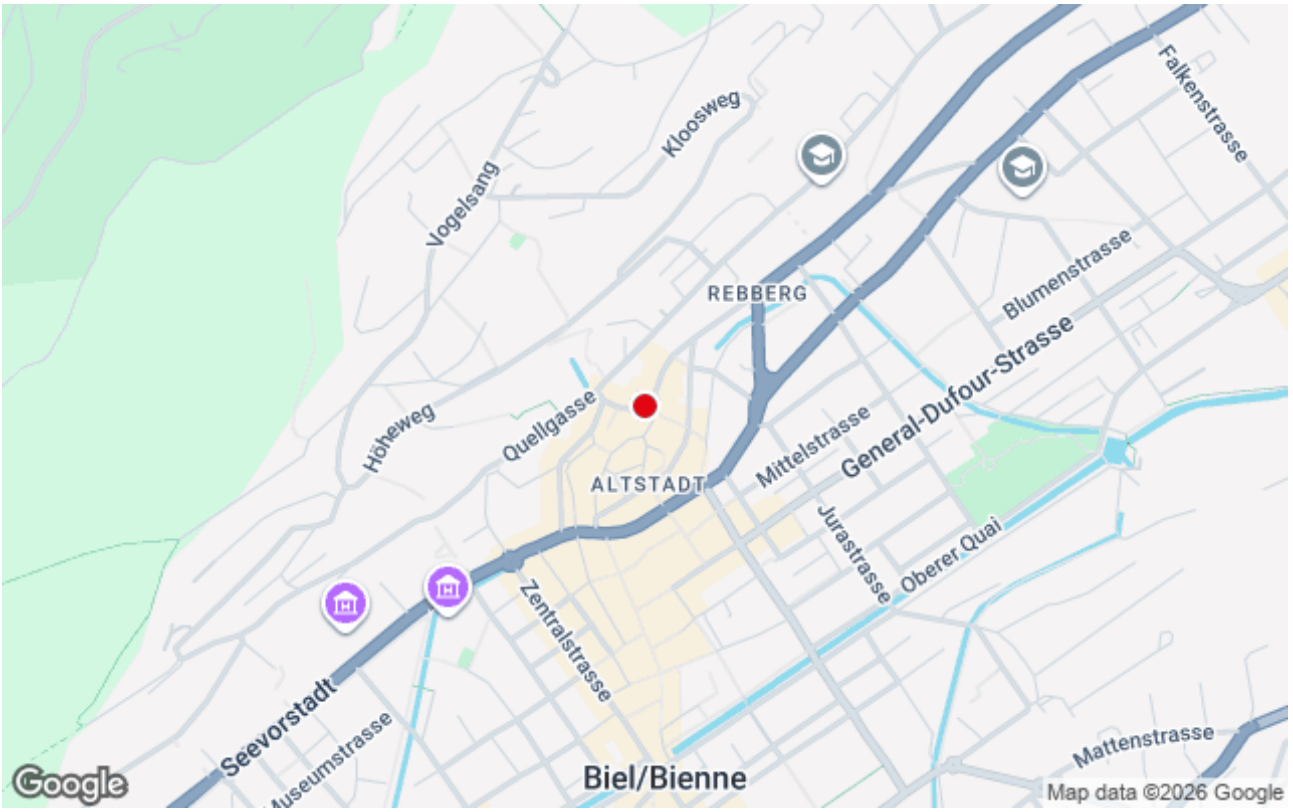 Falkenstrasse
Kloosweg
Vogelsang
Blumenstrasse
REBBERG
General-Dufour-Strasse
Höheweg
Quellgasse
Mittelstrasse
ALTSTADT
Jurastrasse
Oberer Quai
Zentralstrasse
Seevorstadt
Museumstrasse
Mattenstrasse
Biel/Bienne
Google
Map data ©2026 Google